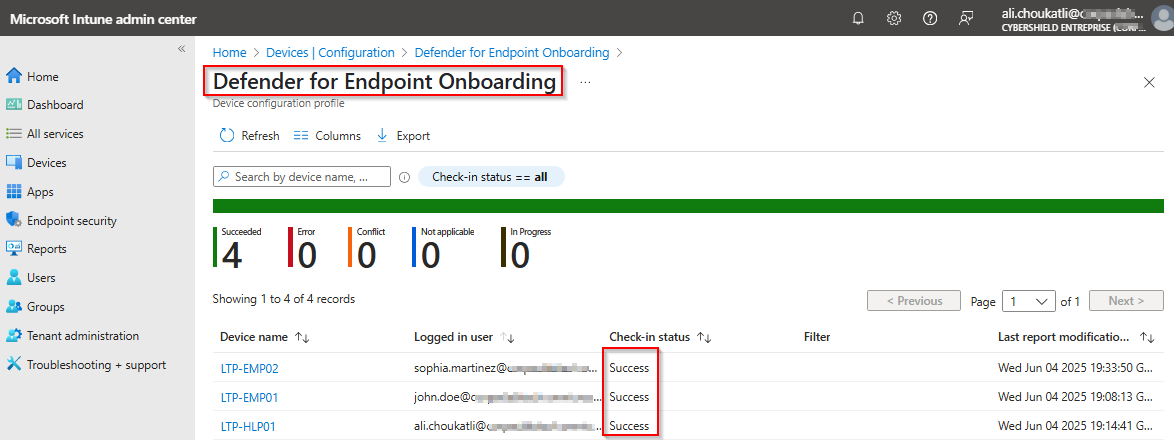 Microsoft Intune admin center
ali.choukatli@c...
CYBERSHIELD ENTREPRISE (
Home > Devices | Configuration > Defender for Endpoint Onboarding >
Defender for Endpoint Onboarding ...
Device configuration profile
Home
Dashboard
All services
Devices
Apps
Endpoint security
Reports
Users
Groups
Tenant administration
Troubleshooting + support
Refresh Columns Export
Search by device name, ... Check-in status == all
Succeeded Error Conflict Not applicable In Progress
4 0 0 0 0
Showing 1 to 4 of 4 records
< Previous Page 1 of 1 Next >
Device name Logged in user Check-in status Filter Last report modificatio...
LTP-EMP02 sophia.martinez@c... Success Wed Jun 04 2025 19:33:50 G...
LTP-EMP01 john.doe@c... Success Wed Jun 04 2025 19:08:13 G...
LTP-HLP01 ali.choukatli@c... Success Wed Jun 04 2025 19:14:41 G...